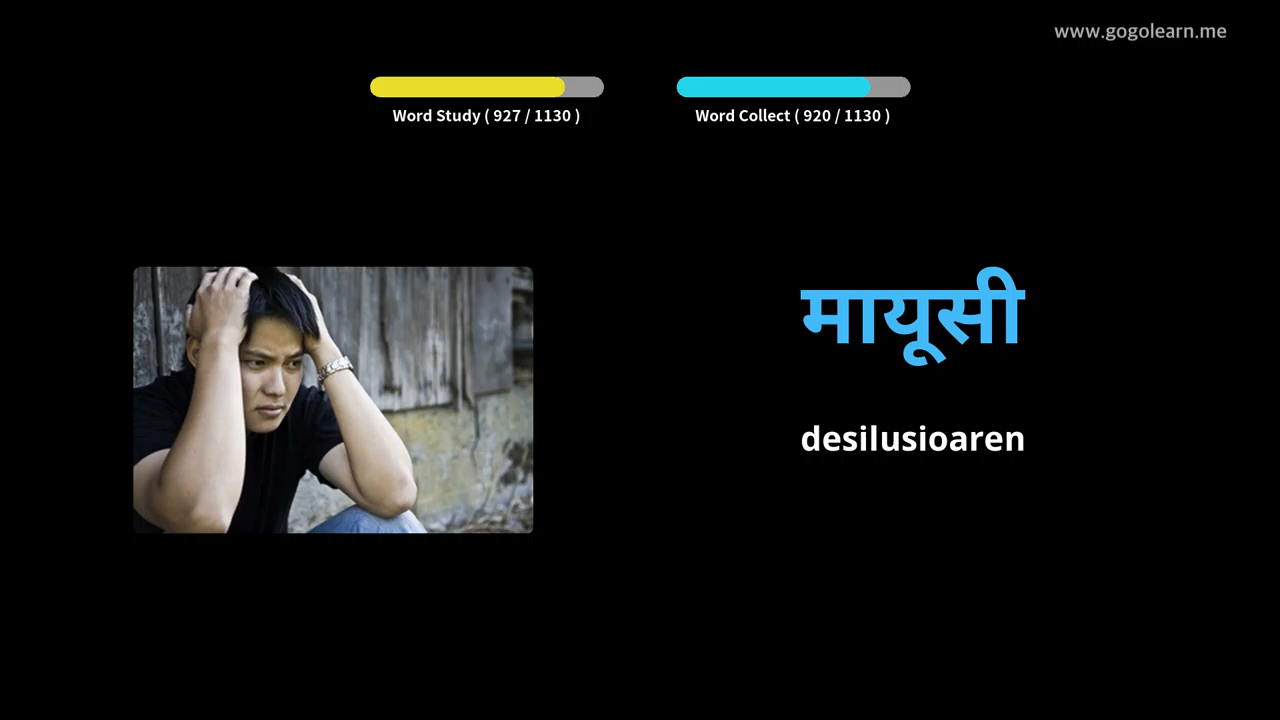 www.gogolearn.me
Word Study ( 927 / 1130 )
Word Collect ( 920 / 1130 )
मायूसी
desilusioaren